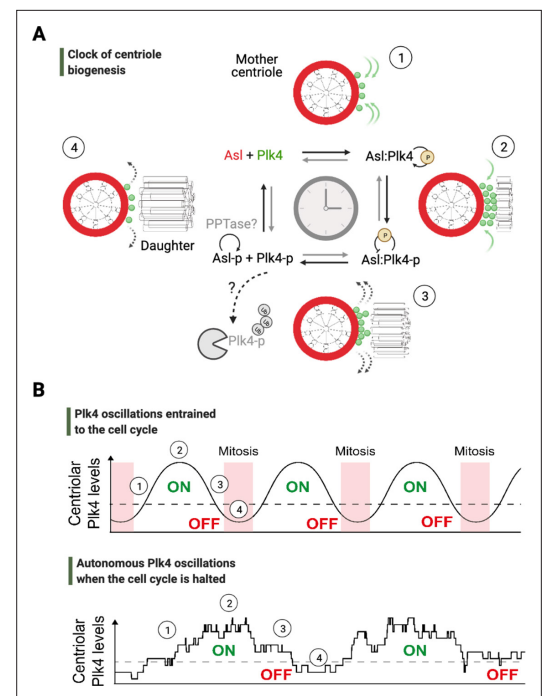 A
Clock of centriole
biogenesis
Mother
centriole
1
4
Asl + Plk4
Asl:Plk4
P
2
PPTase?
P
Daughter
Asl-p + Plk4-p
Asl:Plk4-p
?
3
Ub
Ub
Ub
Plk4-p
B
Plk4 oscillations entrained
to the cell cycle
2
Mitosis
Mitosis
Mitosis
Centriolar
Plk4 levels
1
ON
3
ON
ON
4
OFF
OFF
OFF
Autonomous Plk4 oscillations
when the cell cycle is halted
Centriolar
Plk4 levels
1
2
3
ON
ON
4
OFF
OFF